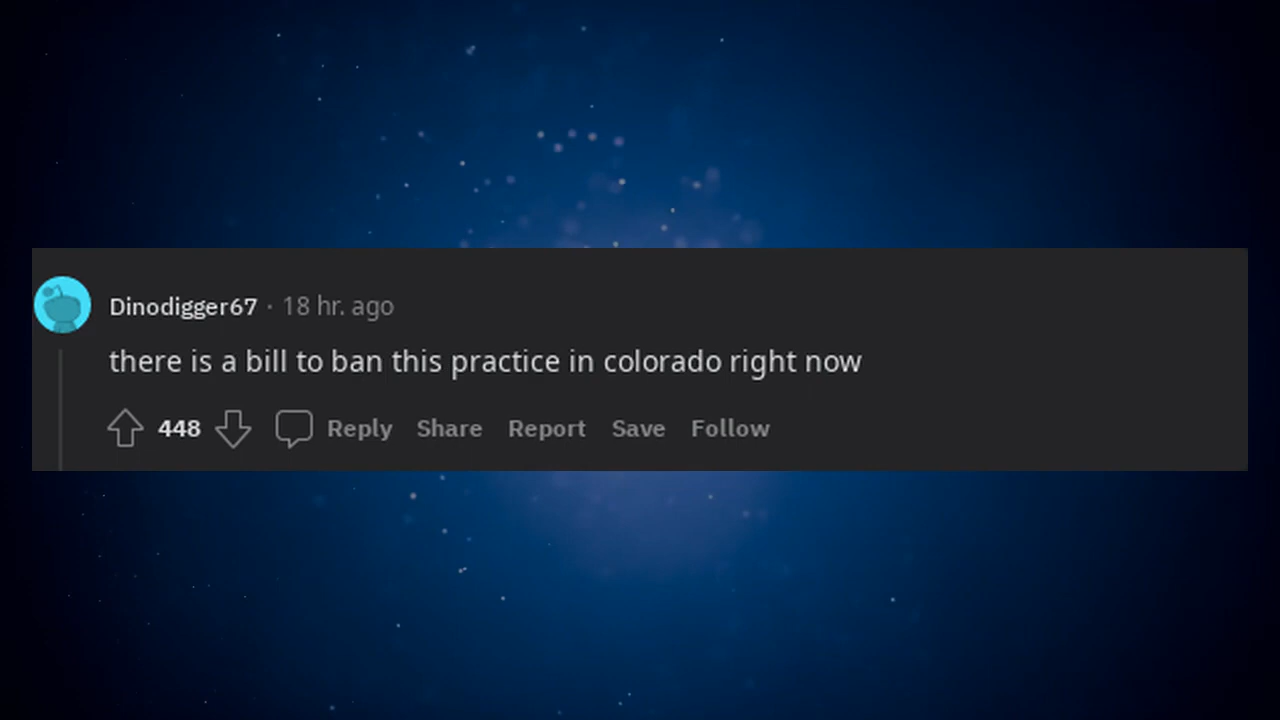 Dinodigger67 · 18 hr. ago
there is a bill to ban this practice in colorado right now
448 Reply Share Report Save Follow